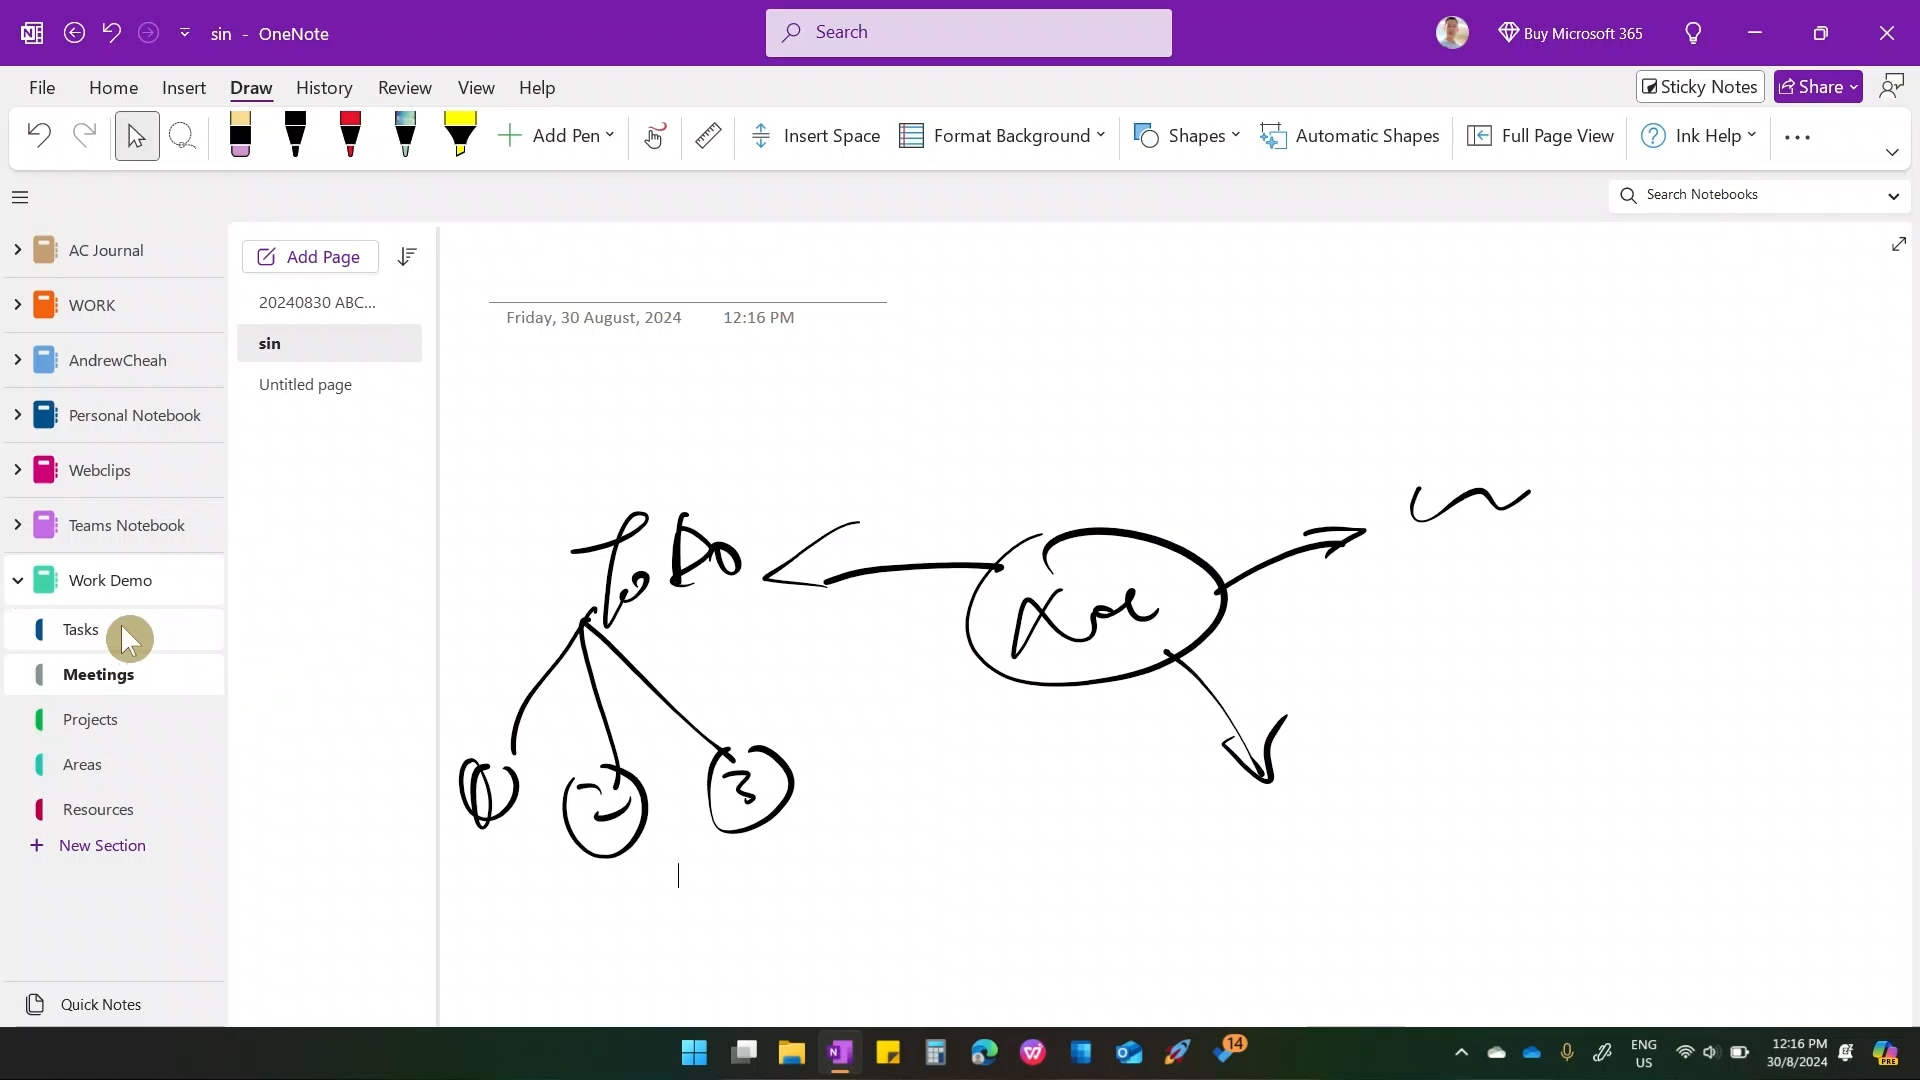 sin - OneNote
Search
Buy Microsoft 365
File Home Insert Draw History Review View Help
Sticky Notes
Share
Add Pen
Insert Space
Format Background
Shapes
Automatic Shapes
Full Page View
Ink Help
Search Notebooks
AC Journal
WORK
AndrewCheah
Personal Notebook
Webclips
Teams Notebook
Work Demo
Tasks
Meetings
Projects
Areas
Resources
New Section
Quick Notes
Add Page
20240830 ABC...
sin
Untitled page
Friday, 30 August, 2024 12:16 PM
To Do
1 2 3
14
ENG
US
12:16 PM
30/8/2024
PRE